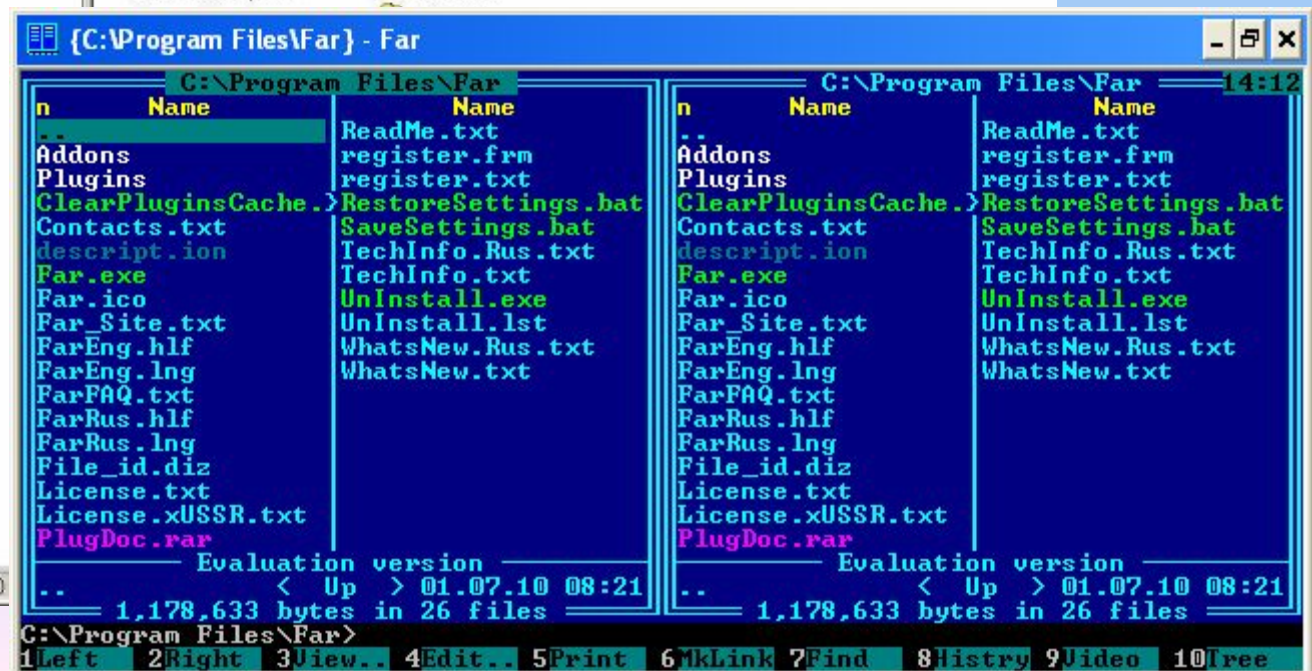 {C:\Program Files\Far} - Far
C:\Program Files\Far C:\Program Files\Far 14:12
n Name Name n Name Name
.. ReadMe.txt .. ReadMe.txt
Addons register.frm Addons register.frm
Plugins register.txt Plugins register.txt
ClearPluginsCache.}RestoreSettings.bat ClearPluginsCache.}RestoreSettings.bat
Contacts.txt SaveSettings.bat Contacts.txt SaveSettings.bat
descript.ion TechInfo.Rus.txt descript.ion TechInfo.Rus.txt
Far.exe TechInfo.txt Far.exe TechInfo.txt
Far.ico UnInstall.exe Far.ico UnInstall.exe
Far_Site.txt UnInstall.lst Far_Site.txt UnInstall.lst
FarEng.hlf WhatsNew.Rus.txt FarEng.hlf WhatsNew.Rus.txt
FarEng.lng WhatsNew.txt FarEng.lng WhatsNew.txt
FarFAQ.txt FarFAQ.txt
FarRus.hlf FarRus.hlf
FarRus.lng FarRus.lng
File_id.diz File_id.diz
License.txt License.txt
License.xUSSR.txt License.xUSSR.txt
PlugDoc.rar PlugDoc.rar
Evaluation version Evaluation version
.. < Up > 01.07.10 08:21 .. < Up > 01.07.10 08:21
1,178,633 bytes in 26 files 1,178,633 bytes in 26 files
C:\Program Files\Far>
1Left 2Right 3View.. 4Edit.. 5Print 6MkLink 7Find 8Histry 9Video 10Tree